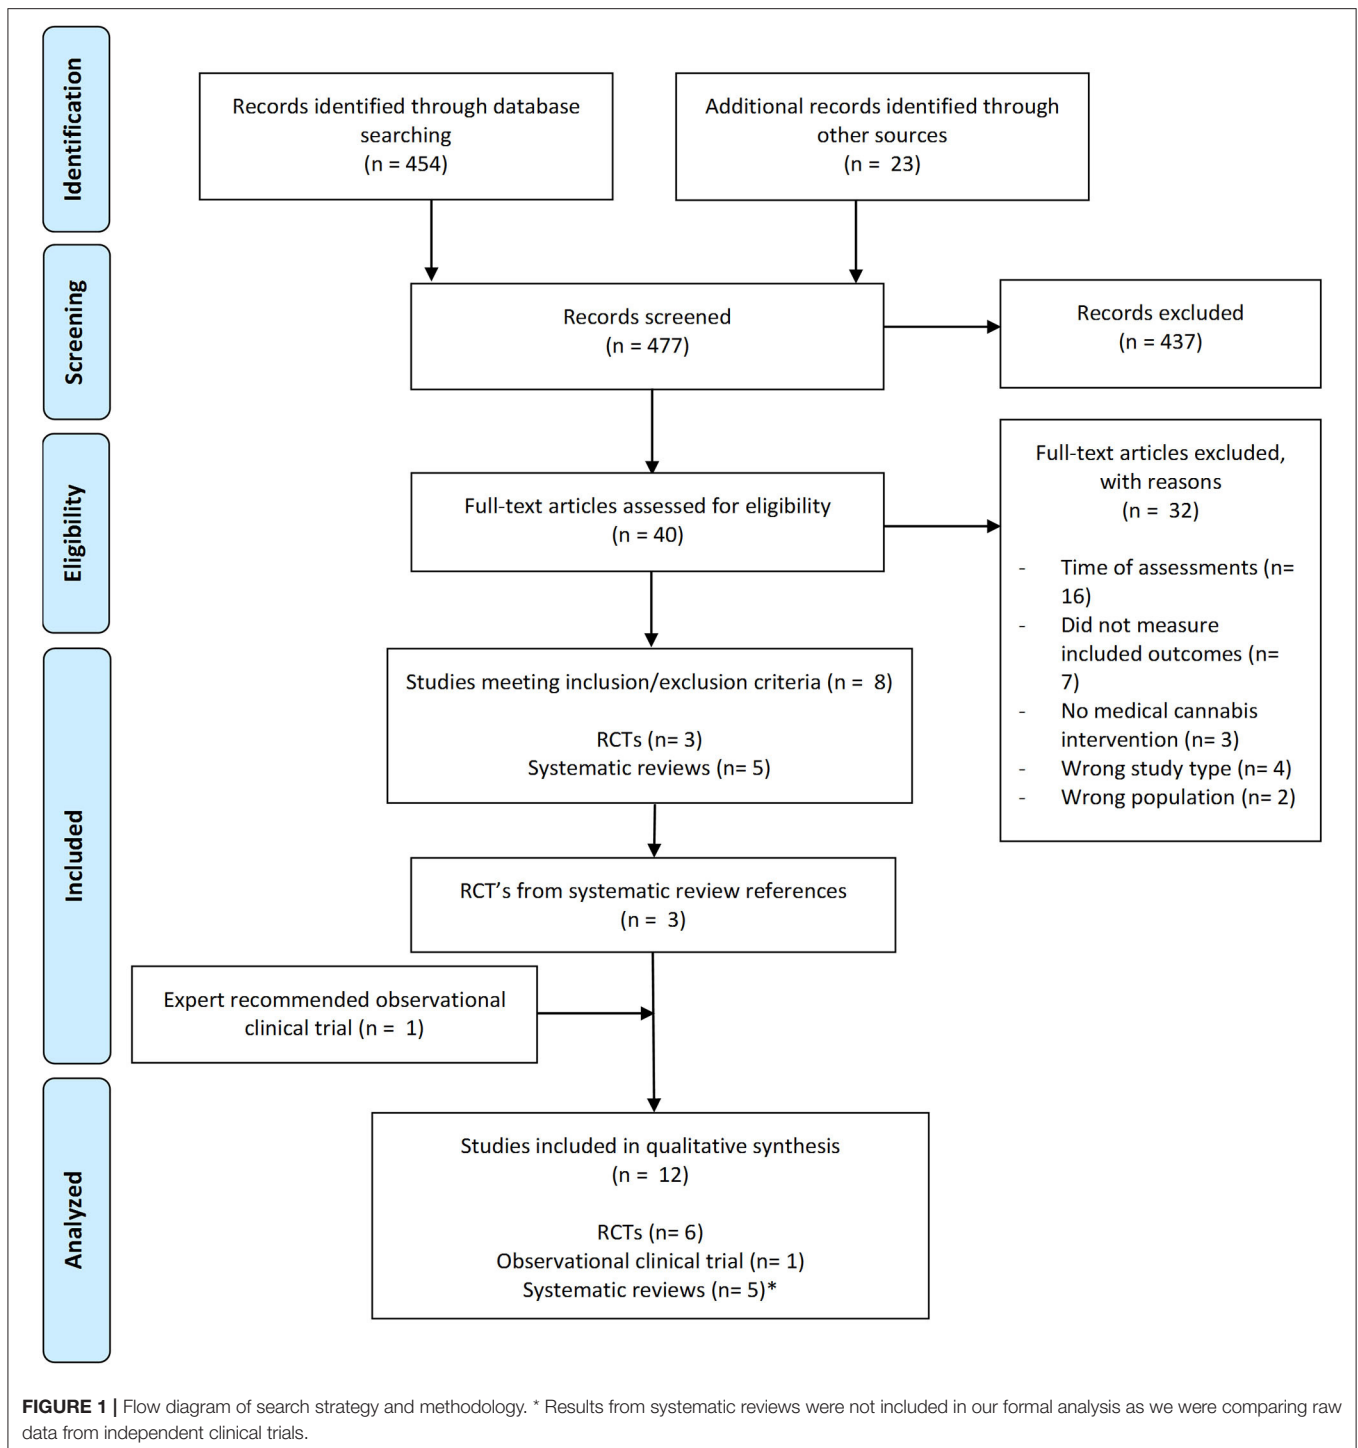 Identification
Records identified through database
searching
(n = 454)
Additional records identified through
other sources
(n = 23)
Screening
Records screened
(n = 477)
Records excluded
(n = 437)
Eligibility
Full-text articles assessed for eligibility
(n = 40)
Full-text articles excluded,
with reasons
(n = 32)
- Time of assessments (n=
16)
- Did not measure
included outcomes (n=
7)
- No medical cannabis
intervention (n= 3)
- Wrong study type (n= 4)
- Wrong population (n= 2)
Included
Studies meeting inclusion/exclusion criteria (n = 8)
RCTs (n= 3)
Systematic reviews (n= 5)
RCT's from systematic review references
(n = 3)
Expert recommended observational
clinical trial (n = 1)
Analyzed
Studies included in qualitative synthesis
(n = 12)
RCTs (n= 6)
Observational clinical trial (n= 1)
Systematic reviews (n= 5)*
FIGURE 1 | Flow diagram of search strategy and methodology. * Results from systematic reviews were not included in our formal analysis as we were comparing raw
data from independent clinical trials.